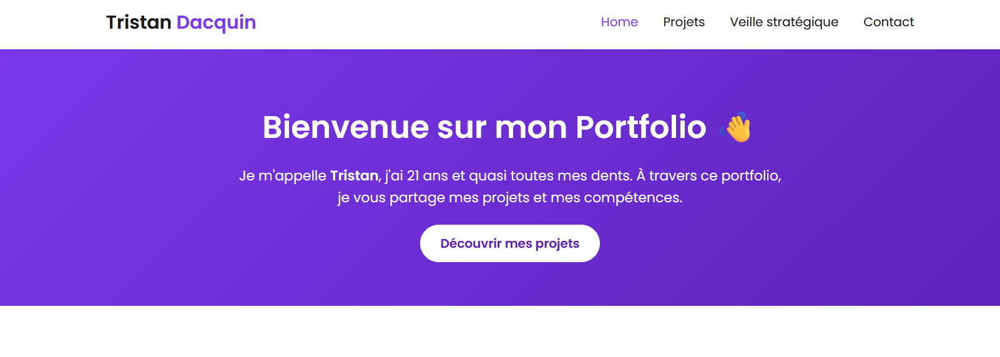 Tristan Dacquin
Home Projets Veille stratégique Contact
Bienvenue sur mon Portfolio 👋
Je m'appelle Tristan, j'ai 21 ans et quasi toutes mes dents. À travers ce portfolio,
je vous partage mes projets et mes compétences.
Découvrir mes projets